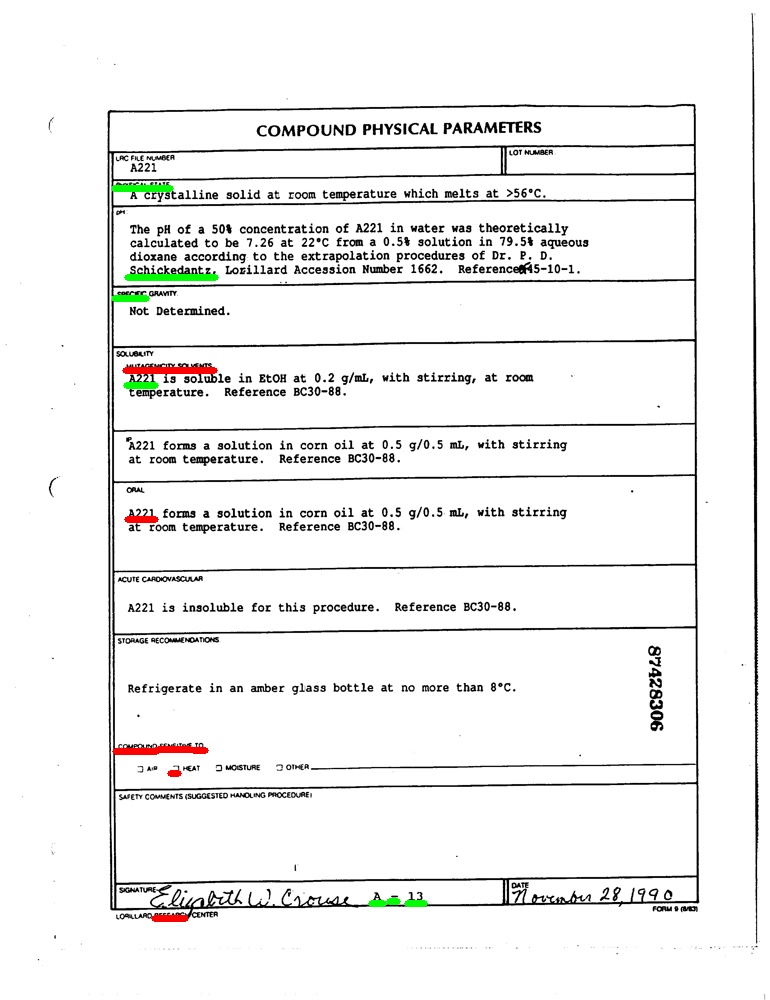 COMPOUND PHYSICAL PARAMETERS
LRC FILE NUMBER
A221
LOT NUMBER
PHYSICAL STATE
A crystalline solid at room temperature which melts at >56°C.
pH:
The pH of a 50% concentration of A221 in water was theoretically
calculated to be 7.26 at 22°C from a 0.5% solution in 79.5% aqueous
dioxane according to the extrapolation procedures of Dr. P. D.
Schickedantz, Lorillard Accession Number 1662. Reference 45-10-1.
SPECIFIC GRAVITY:
Not Determined.
SOLUBILITY
MUTAGENICITY SOLVENTS
A221 is soluble in EtOH at 0.2 g/mL, with stirring, at room
temperature. Reference BC30-88.
A221 forms a solution in corn oil at 0.5 g/0.5 mL, with stirring
at room temperature. Reference BC30-88.
ORAL
A221 forms a solution in corn oil at 0.5 g/0.5 mL, with stirring
at room temperature. Reference BC30-88.
ACUTE CARDIOVASCULAR
A221 is insoluble for this procedure. Reference BC30-88.
STORAGE RECOMMENDATIONS
Refrigerate in an amber glass bottle at no more than 8°C.
87428306
COMPOUND SENSITIVE TO
AIR HEAT MOISTURE OTHER
SAFETY COMMENTS (SUGGESTED HANDLING PROCEDURE)
SIGNATURE Elizabeth W. Crouse A - 13
DATE
November 28, 1990
LORILLARD RESEARCH CENTER
FORM 9 (8/83)